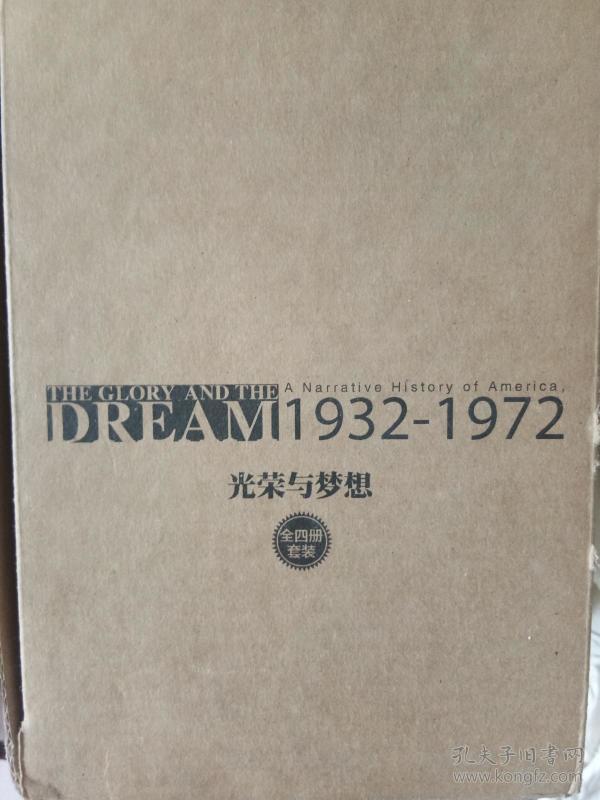 THE GLORY AND THE
DREAM
A Narrative History of America,
1932-1972
光荣与梦想
全四册
套装
孔夫子旧书网
www.kongfz.com